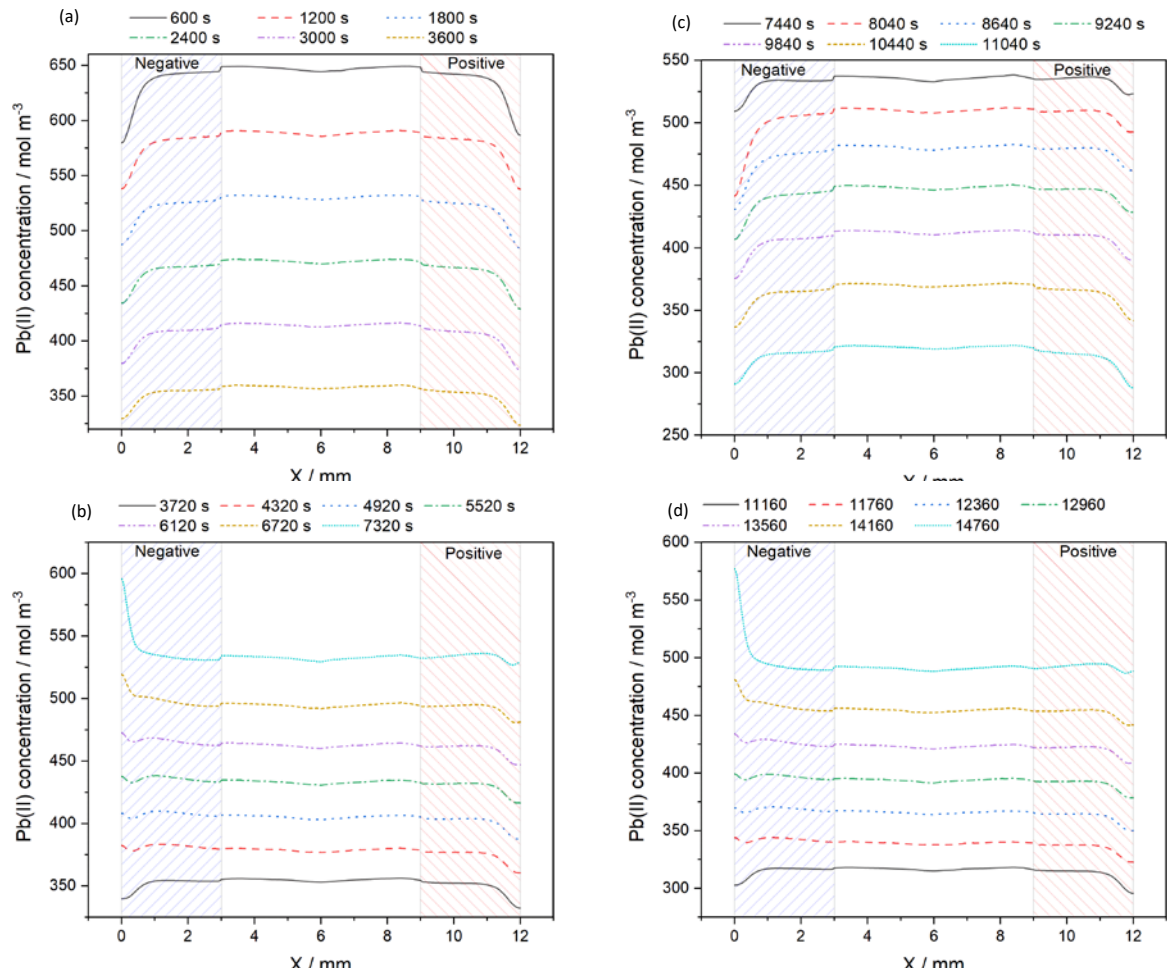 (a)
600 s 1200 s 1800 s
2400 s 3000 s 3600 s
Negative Positive
650
600
550
500
450
400
350
Pb(II) concentration / mol m-3
0 2 4 6 8 10 12
X / mm
(c)
7440 s 8040 s 8640 s 9240 s
9840 s 10440 s 11040 s
Negative Positive
550
500
450
400
350
300
250
Pb(II) concentration / mol m-3
0 2 4 6 8 10 12
X / mm
(b)
3720 s 4320 s 4920 s 5520 s
6120 s 6720 s 7320 s
Negative Positive
600
550
500
450
400
350
Pb(II) concentration / mol m-3
0 2 4 6 8 10 12
X / mm
(d)
11160 11760 12360 12960
13560 14160 14760
Negative Positive
600
550
500
450
400
350
300
Pb(II) concentration / mol m-3
0 2 4 6 8 10 12
X / mm